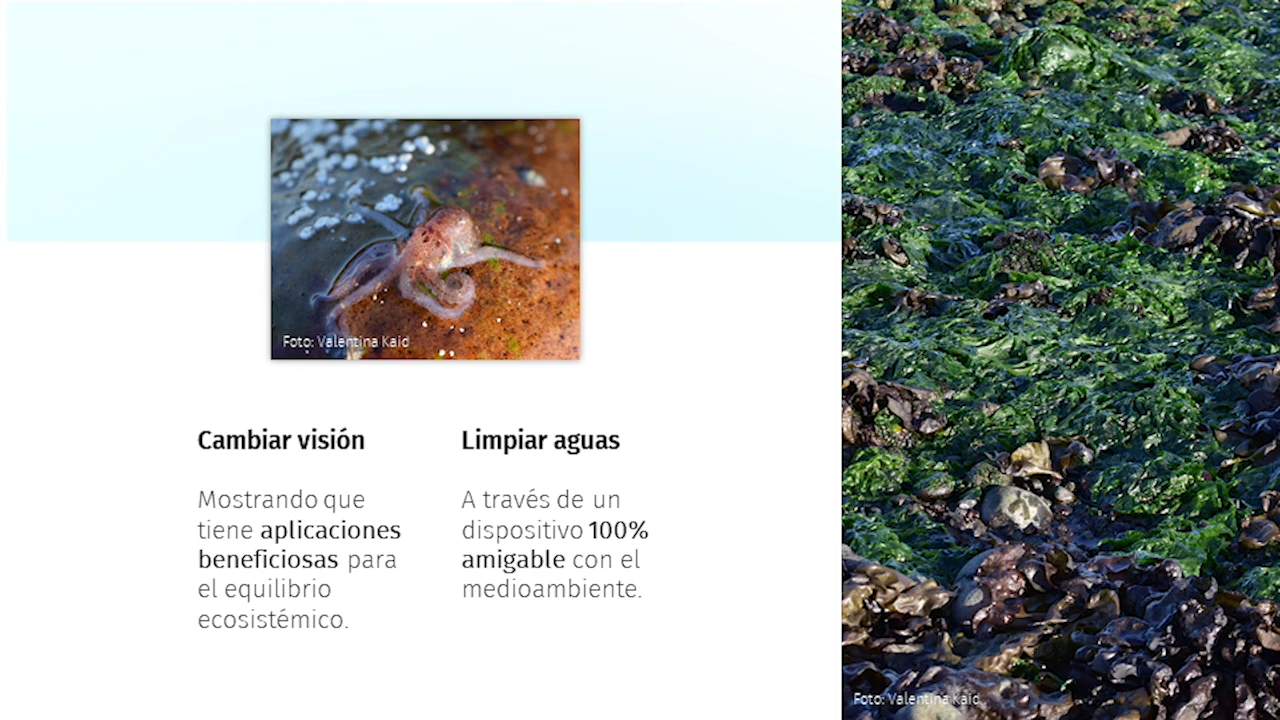 Foto: Valentina Kaid
Cambiar visión
Mostrando que
tiene aplicaciones
beneficiosas para
el equilibrio
ecosistémico.
Limpiar aguas
A través de un
dispositivo 100%
amigable con el
medioambiente.
Foto: Valentina Kaid